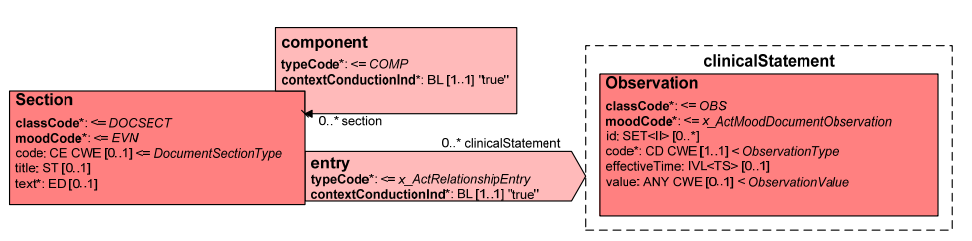 component
typeCode*: <= COMP
contextConductionInd*: BL [1..1] "true"
0..* section
Section
classCode*: <= DOCSECT
moodCode*: <= EVN
code: CE CWE [0..1] <= DocumentSectionType
title: ST [0..1]
text*: ED [0..1]
0..* clinicalStatement
entry
typeCode*: <= x_ActRelationshipEntry
contextConductionInd*: BL [1..1] "true"
clinicalStatement
Observation
classCode*: <= OBS
moodCode*: <= x_ActMoodDocumentObservation
id: SET<II> [0..*]
code*: CD CWE [1..1] < ObservationType
effectiveTime: IVL<TS> [0..1]
value: ANY CWE [0..1] < ObservationValue